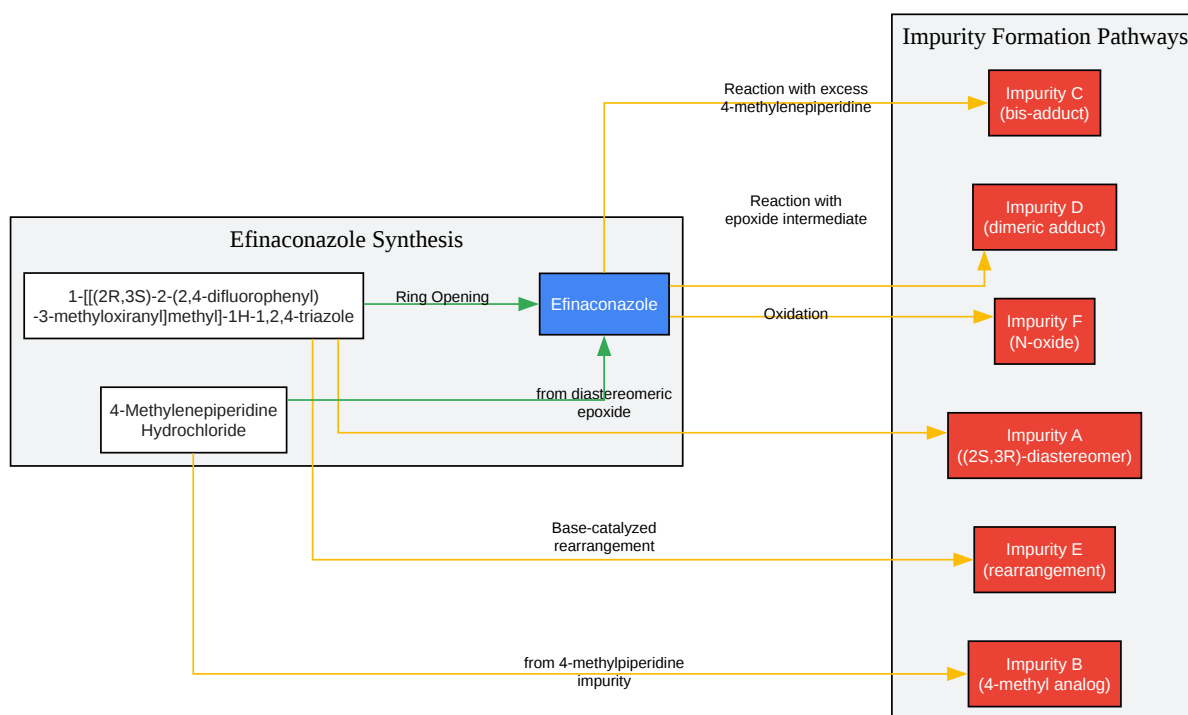 Impurity Formation Pathways
Reaction with excess
4-methylenepiperidine
Impurity C
(bis-adduct)
Reaction with
epoxide intermediate
Impurity D
(dimeric adduct)
Efinaconazole Synthesis
1-[[(2R,3S)-2-(2,4-difluorophenyl)
-3-methyloxiranyl]methyl]-1H-1,2,4-triazole
Ring Opening
Efinaconazole
Oxidation
Impurity F
(N-oxide)
4-Methylenepiperidine
Hydrochloride
from diastereomeric
epoxide
Impurity A
((2S,3R)-diastereomer)
Base-catalyzed
rearrangement
Impurity E
(rearrangement)
from 4-methylpiperidine
impurity
Impurity B
(4-methyl analog)